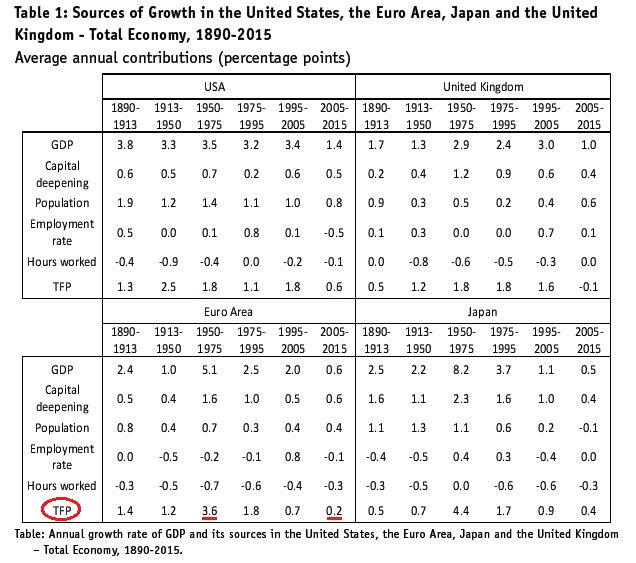 Table 1: Sources of Growth in the United States, the Euro Area, Japan and the United
Kingdom - Total Economy, 1890-2015
Average annual contributions (percentage points)
USA United Kingdom
1890- 1913- 1950- 1975- 1995- 2005- 1890- 1913- 1950- 1975- 1995- 2005-
1913 1950 1975 1995 2005 2015 1913 1950 1975 1995 2005 2015
GDP 3.8 3.3 3.5 3.2 3.4 1.4 1.7 1.3 2.9 2.4 3.0 1.0
Capital
deepening 0.6 0.5 0.7 0.2 0.6 0.5 0.2 0.4 1.2 0.9 0.6 0.4
Population 1.9 1.2 1.4 1.1 1.0 0.8 0.9 0.3 0.5 0.2 0.4 0.6
Employment
rate 0.5 0.0 0.1 0.8 0.1 -0.5 0.1 0.3 0.0 0.0 0.7 0.1
Hours worked -0.4 -0.9 -0.4 0.0 -0.2 -0.1 0.0 -0.8 -0.6 -0.5 -0.3 0.0
TFP 1.3 2.5 1.8 1.1 1.8 0.6 0.5 1.2 1.8 1.8 1.6 -0.1
Euro Area Japan
1890- 1913- 1950- 1975- 1995- 2005- 1890- 1913- 1950- 1975- 1995- 2005-
1913 1950 1975 1995 2005 2015 1913 1950 1975 1995 2005 2015
GDP 2.4 1.0 5.1 2.5 2.0 0.6 2.5 2.2 8.2 3.7 1.1 0.5
Capital
deepening 0.5 0.4 1.6 1.0 0.5 0.6 1.6 1.1 2.3 1.6 1.0 0.4
Population 0.8 0.4 0.7 0.3 0.4 0.4 1.1 1.3 1.1 0.6 0.2 -0.1
Employment
rate 0.0 -0.5 -0.2 -0.1 0.8 -0.1 -0.4 -0.5 0.4 0.3 -0.4 0.0
Hours worked -0.3 -0.5 -0.7 -0.6 -0.4 -0.3 -0.3 -0.5 0.0 -0.6 -0.6 -0.3
TFP 1.4 1.2 3.6 1.8 0.7 0.2 0.5 0.7 4.4 1.7 0.9 0.4
Table: Annual growth rate of GDP and its sources in the United States, the Euro Area, Japan and the United Kingdom
– Total Economy, 1890-2015.